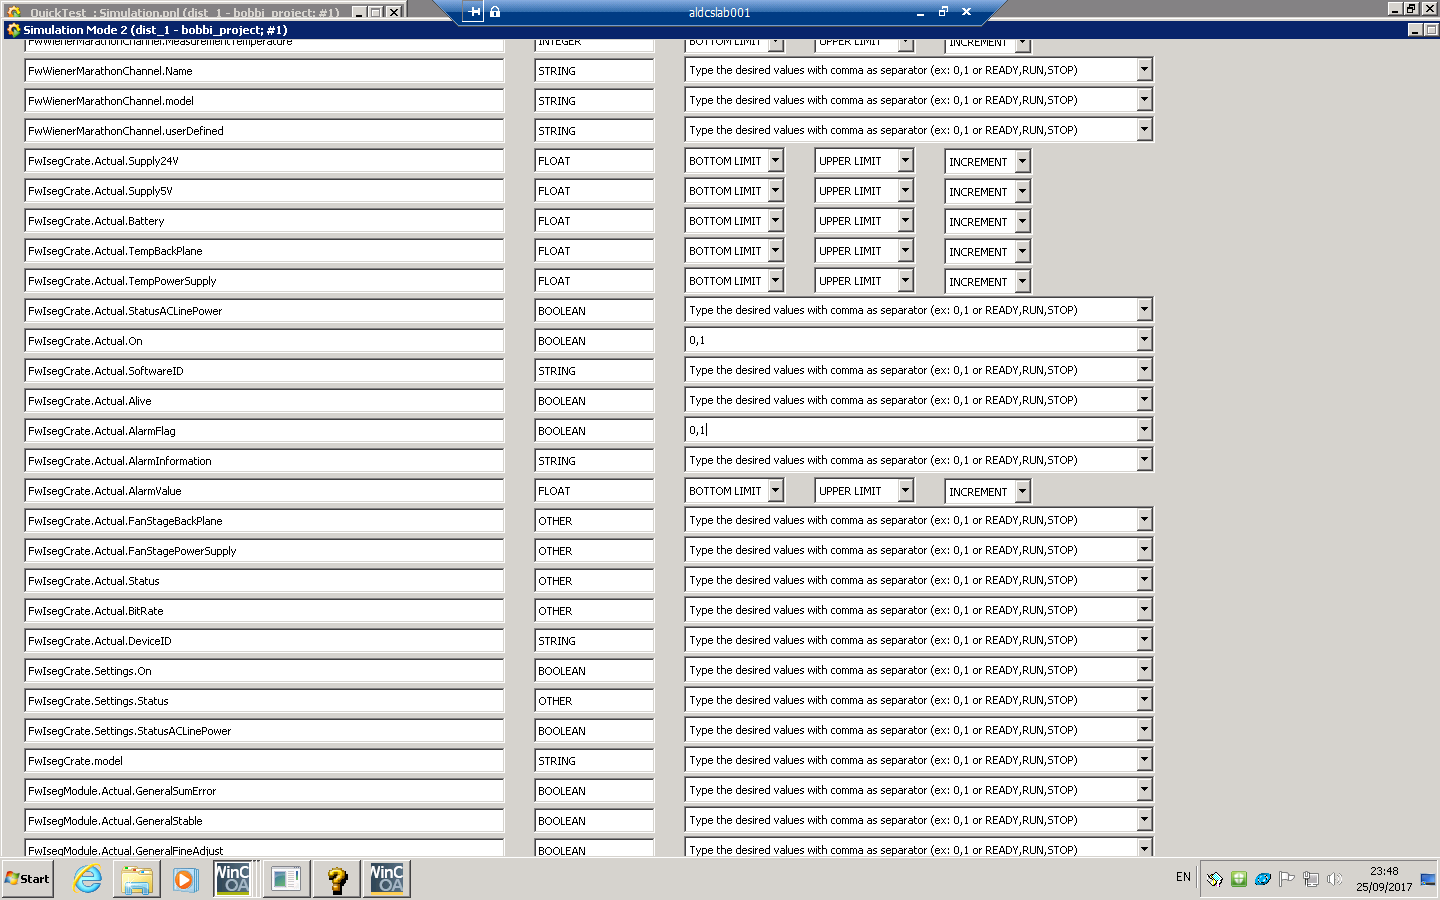 QuickTest_: Simulation.pnl (dist_1 - bobbi_project; #1)
aldcslab001
Simulation Mode 2 (dist_1 - bobbi_project; #1)
FwWienerMarathonChannel.MeasurementTemperature INTEGER BOTTOM LIMIT UPPER LIMIT INCREMENT
FwWienerMarathonChannel.Name STRING Type the desired values with comma as separator (ex: 0,1 or READY,RUN,STOP)
FwWienerMarathonChannel.model STRING Type the desired values with comma as separator (ex: 0,1 or READY,RUN,STOP)
FwWienerMarathonChannel.userDefined STRING Type the desired values with comma as separator (ex: 0,1 or READY,RUN,STOP)
FwIsegCrate.Actual.Supply24V FLOAT BOTTOM LIMIT UPPER LIMIT INCREMENT
FwIsegCrate.Actual.Supply5V FLOAT BOTTOM LIMIT UPPER LIMIT INCREMENT
FwIsegCrate.Actual.Battery FLOAT BOTTOM LIMIT UPPER LIMIT INCREMENT
FwIsegCrate.Actual.TempBackPlane FLOAT BOTTOM LIMIT UPPER LIMIT INCREMENT
FwIsegCrate.Actual.TempPowerSupply FLOAT BOTTOM LIMIT UPPER LIMIT INCREMENT
FwIsegCrate.Actual.StatusACLinePower BOOLEAN Type the desired values with comma as separator (ex: 0,1 or READY,RUN,STOP)
FwIsegCrate.Actual.On BOOLEAN 0,1
FwIsegCrate.Actual.SoftwareID STRING Type the desired values with comma as separator (ex: 0,1 or READY,RUN,STOP)
FwIsegCrate.Actual.Alive BOOLEAN Type the desired values with comma as separator (ex: 0,1 or READY,RUN,STOP)
FwIsegCrate.Actual.AlarmFlag BOOLEAN 0,1
FwIsegCrate.Actual.AlarmInformation STRING Type the desired values with comma as separator (ex: 0,1 or READY,RUN,STOP)
FwIsegCrate.Actual.AlarmValue FLOAT BOTTOM LIMIT UPPER LIMIT INCREMENT
FwIsegCrate.Actual.FanStageBackPlane OTHER Type the desired values with comma as separator (ex: 0,1 or READY,RUN,STOP)
FwIsegCrate.Actual.FanStagePowerSupply OTHER Type the desired values with comma as separator (ex: 0,1 or READY,RUN,STOP)
FwIsegCrate.Actual.Status OTHER Type the desired values with comma as separator (ex: 0,1 or READY,RUN,STOP)
FwIsegCrate.Actual.BitRate OTHER Type the desired values with comma as separator (ex: 0,1 or READY,RUN,STOP)
FwIsegCrate.Actual.DeviceID STRING Type the desired values with comma as separator (ex: 0,1 or READY,RUN,STOP)
FwIsegCrate.Settings.On BOOLEAN Type the desired values with comma as separator (ex: 0,1 or READY,RUN,STOP)
FwIsegCrate.Settings.Status OTHER Type the desired values with comma as separator (ex: 0,1 or READY,RUN,STOP)
FwIsegCrate.Settings.StatusACLinePower BOOLEAN Type the desired values with comma as separator (ex: 0,1 or READY,RUN,STOP)
FwIsegCrate.model STRING Type the desired values with comma as separator (ex: 0,1 or READY,RUN,STOP)
FwIsegModule.Actual.GeneralSumError BOOLEAN Type the desired values with comma as separator (ex: 0,1 or READY,RUN,STOP)
FwIsegModule.Actual.GeneralStable BOOLEAN Type the desired values with comma as separator (ex: 0,1 or READY,RUN,STOP)
FwIsegModule.Actual.GeneralFineAdjust BOOLEAN Type the desired values with comma as separator (ex: 0,1 or READY,RUN,STOP)
Start WinC OA WinC OA EN 23:48
25/09/2017